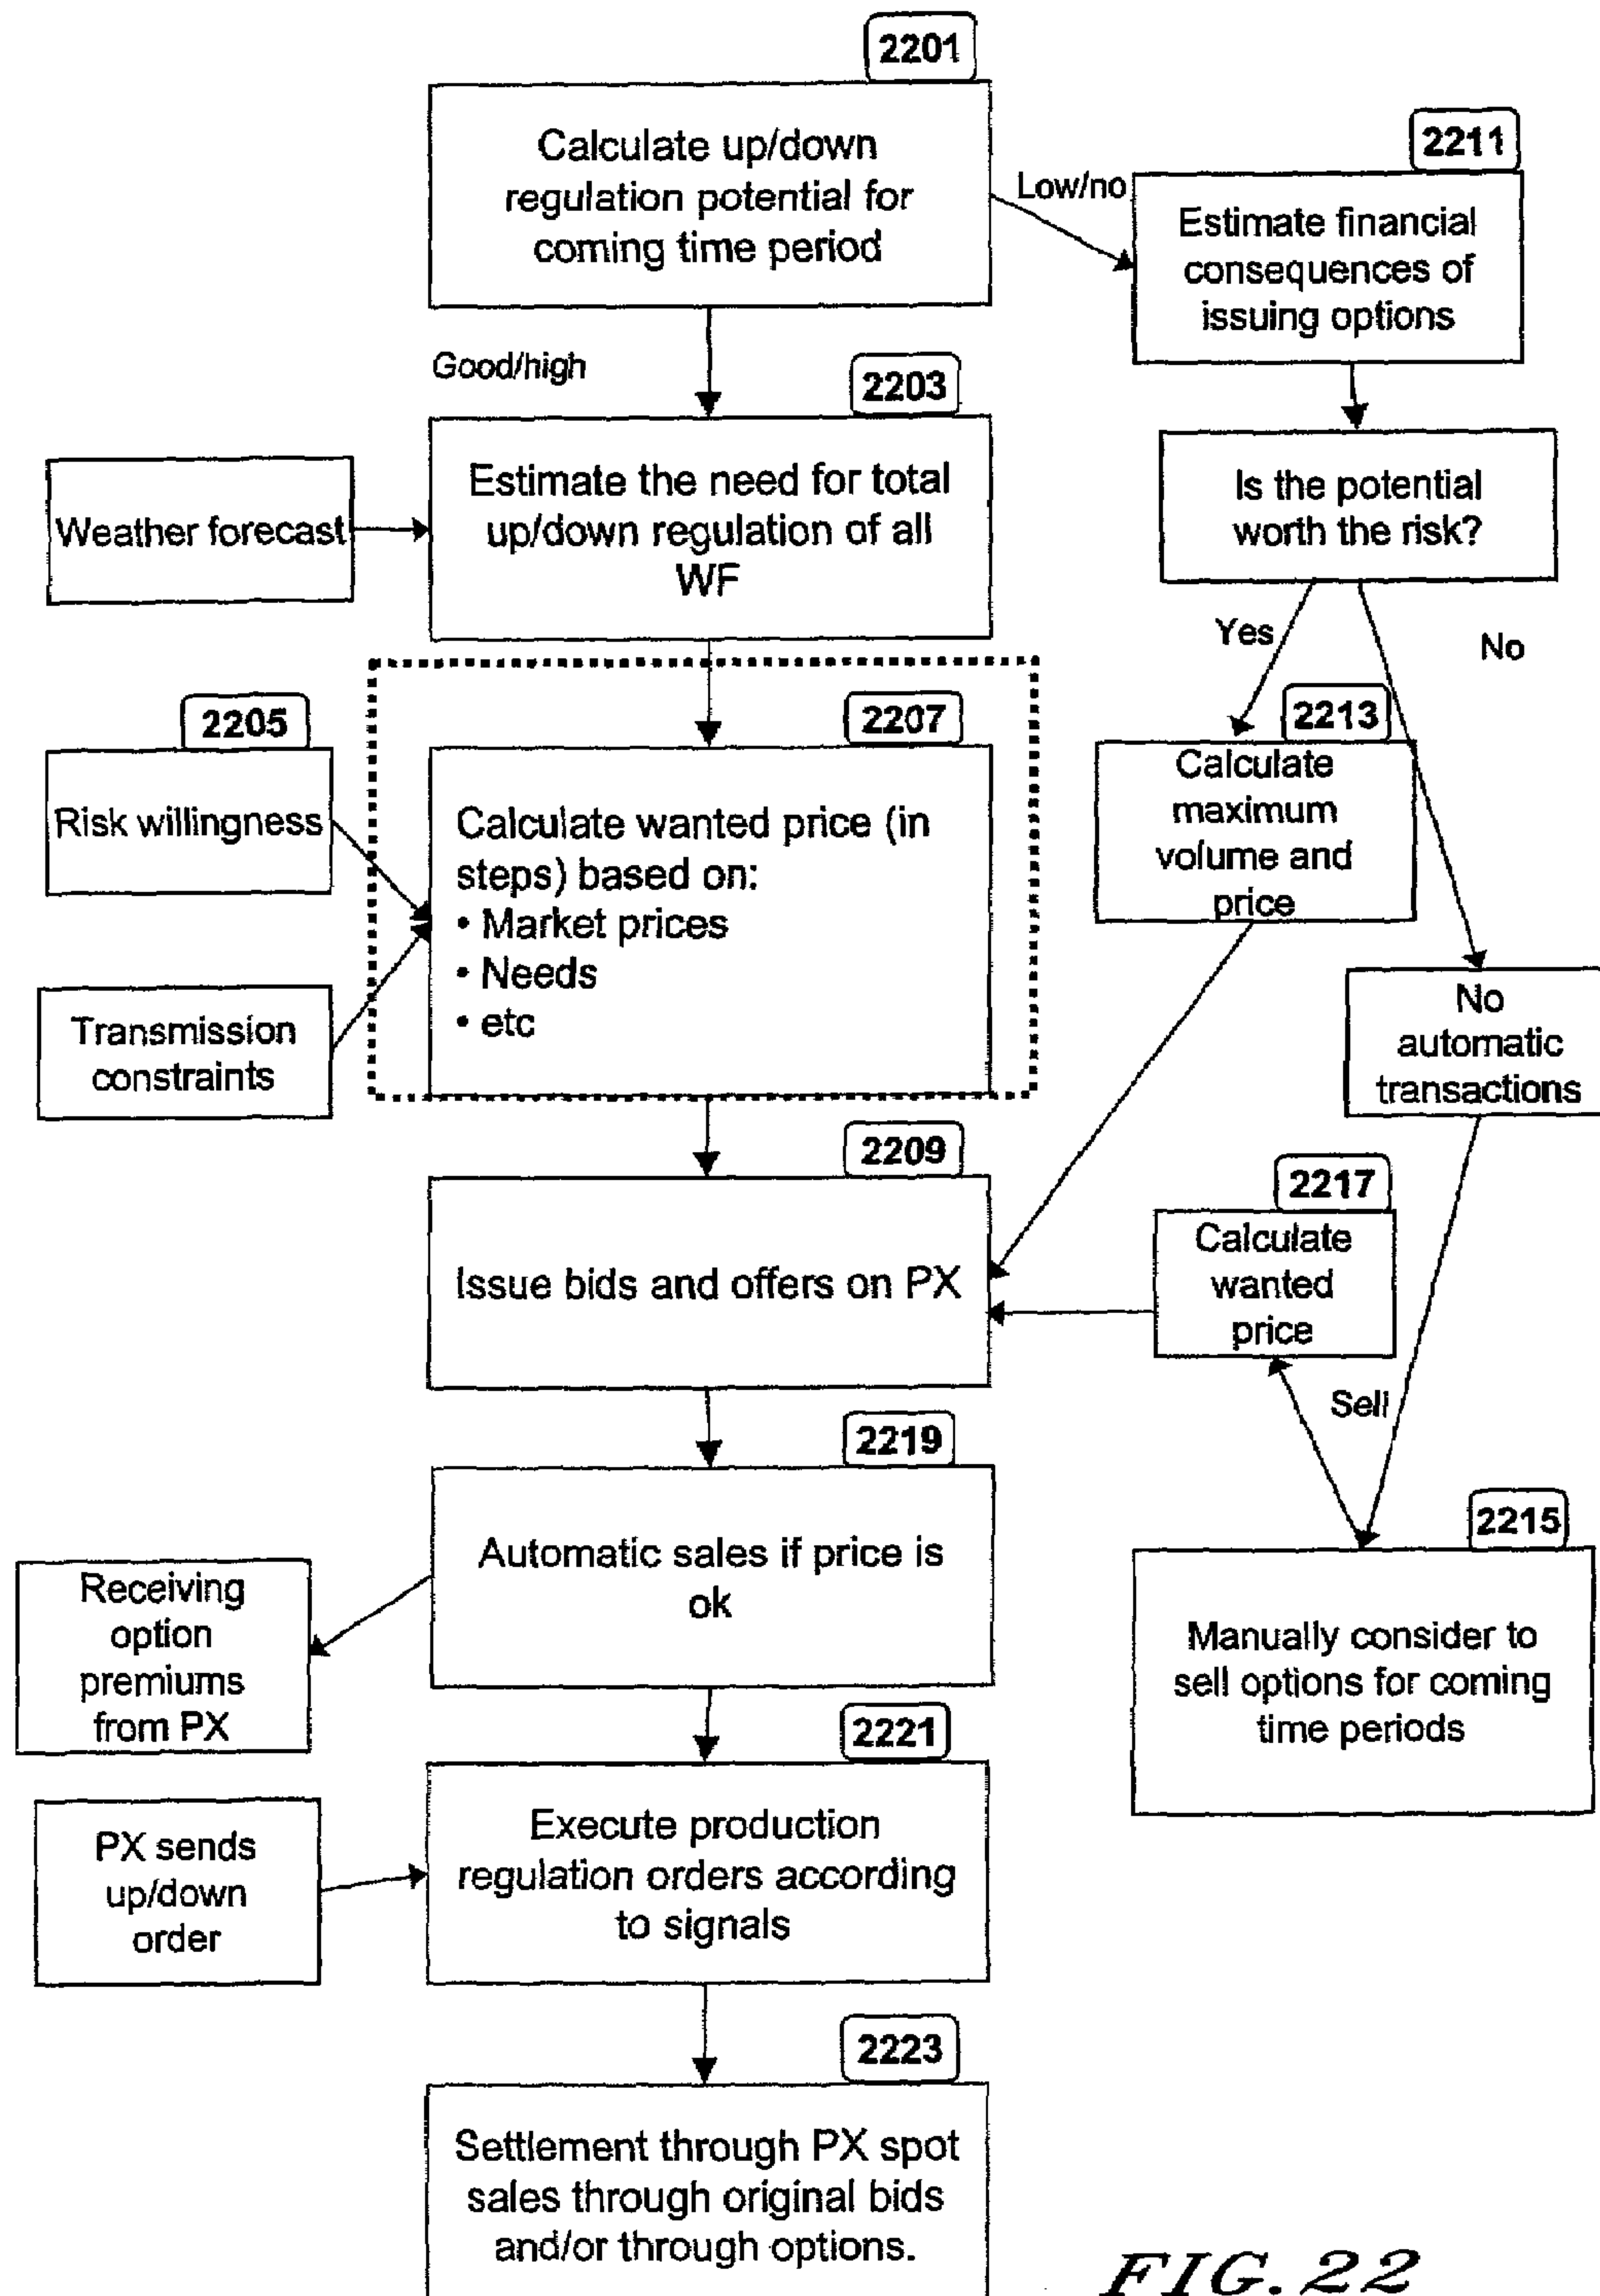 2201
Calculate up/down
regulation potential for
coming time period
Low/no
2211
Estimate financial
consequences of
issuing options
Good/high
2203
Weather forecast
Estimate the need for total
up/down regulation of all
WF
Is the potential
worth the risk?
Yes
No
2205
Risk willingness
2207
Calculate wanted price (in
steps) based on:
• Market prices
• Needs
• etc
2213
Calculate
maximum
volume and
price
Transmission
constraints
No
automatic
transactions
2209
Issue bids and offers on PX
2217
Calculate
wanted
price
Sell
2219
Automatic sales if price is
ok
2215
Manually consider to
sell options for coming
time periods
Receiving
option
premiums
from PX
2221
Execute production
regulation orders according
to signals
PX sends
up/down
order
2223
Settlement through PX spot
sales through original bids
and/or through options.
FIG. 22